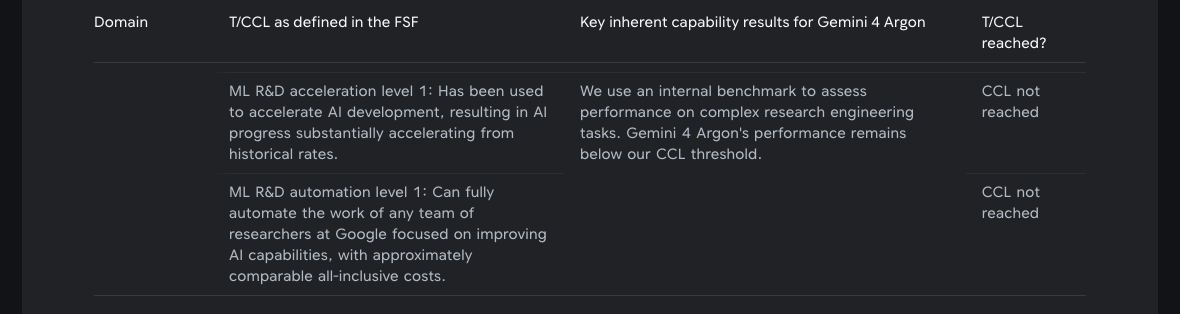 Domain
T/CCL as defined in the FSF
Key inherent capability results for Gemini 4 Argon
T/CCL
reached?
ML R&D acceleration level 1: Has been used
to accelerate AI development, resulting in AI
progress substantially accelerating from
historical rates.
We use an internal benchmark to assess
performance on complex research engineering
tasks. Gemini 4 Argon's performance remains
below our CCL threshold.
CCL not
reached
ML R&D automation level 1: Can fully
automate the work of any team of
researchers at Google focused on improving
AI capabilities, with approximately
comparable all-inclusive costs.
CCL not
reached